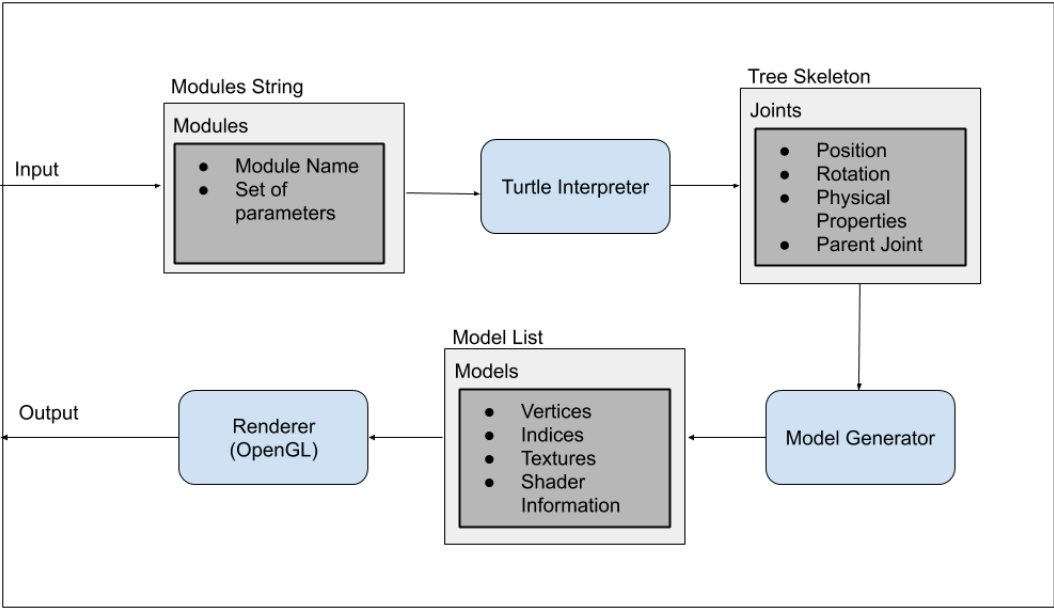 Modules String
Modules
● Module Name
● Set of
parameters
Input
Turtle Interpreter
Tree Skeleton
Joints
● Position
● Rotation
● Physical
Properties
● Parent Joint
Model Generator
Model List
Models
● Vertices
● Indices
● Textures
● Shader
Information
Renderer
(OpenGL)
Output